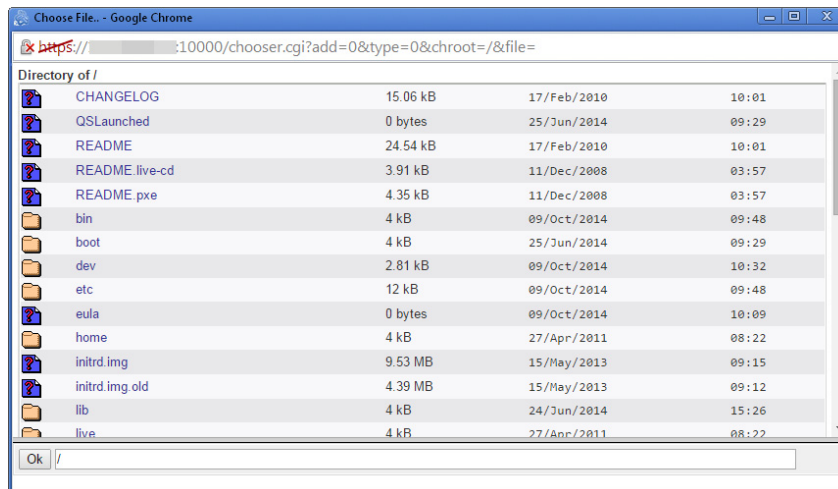 Choose File.. - Google Chrome
https:// :10000/chooser.cgi?add=0&type=0&chroot=/&file=
Directory of /
CHANGELOG 15.06 kB 17/Feb/2010 10:01
QSLaunched 0 bytes 25/Jun/2014 09:29
README 24.54 kB 17/Feb/2010 10:01
README.live-cd 3.91 kB 11/Dec/2008 03:57
README.pxe 4.35 kB 11/Dec/2008 03:57
bin 4 kB 09/Oct/2014 09:48
boot 4 kB 25/Jun/2014 09:29
dev 2.81 kB 09/Oct/2014 10:32
etc 12 kB 09/Oct/2014 09:48
eula 0 bytes 09/Oct/2014 10:09
home 4 kB 27/Apr/2011 08:22
initrd.img 9.53 MB 15/May/2013 09:15
initrd.img.old 4.39 MB 15/May/2013 09:12
lib 4 kB 24/Jun/2014 15:26
live 4 kB 27/Apr/2011 08:22
Ok /